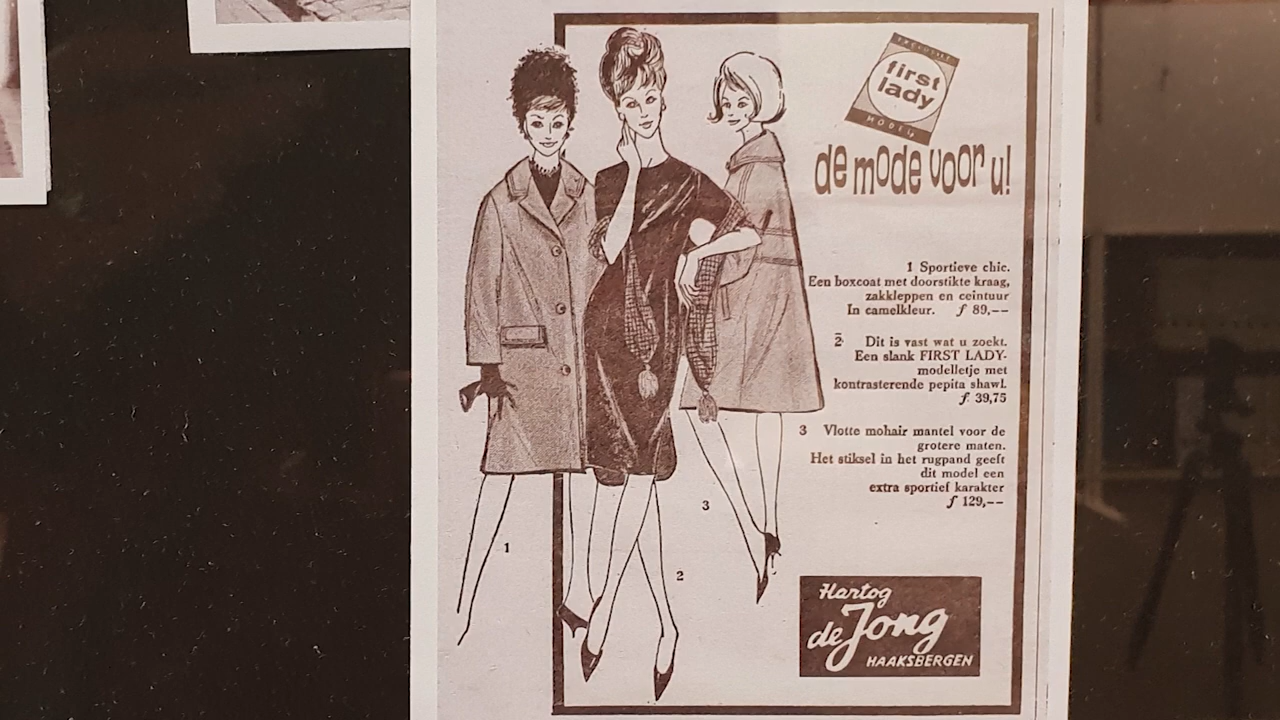 EXCLUSIEF
first
lady
MODEL
de mode voor u!
1 Sportieve chic.
Een boxcoat met doorstikte kraag,
zakkleppen en ceintuur
In camelkleur. f 89,--
2 Dit is vast wat u zoekt.
Een slank FIRST LADY-
modelletje met
kontrasterende pepita shawl.
f 39,75
3 Vlotte mohair mantel voor de
grotere maten.
Het stiksel in het rugpand geeft
dit model een
extra sportief karakter
f 129,--
3
1
2
Hartog
de Jong
HAAKSBERGEN